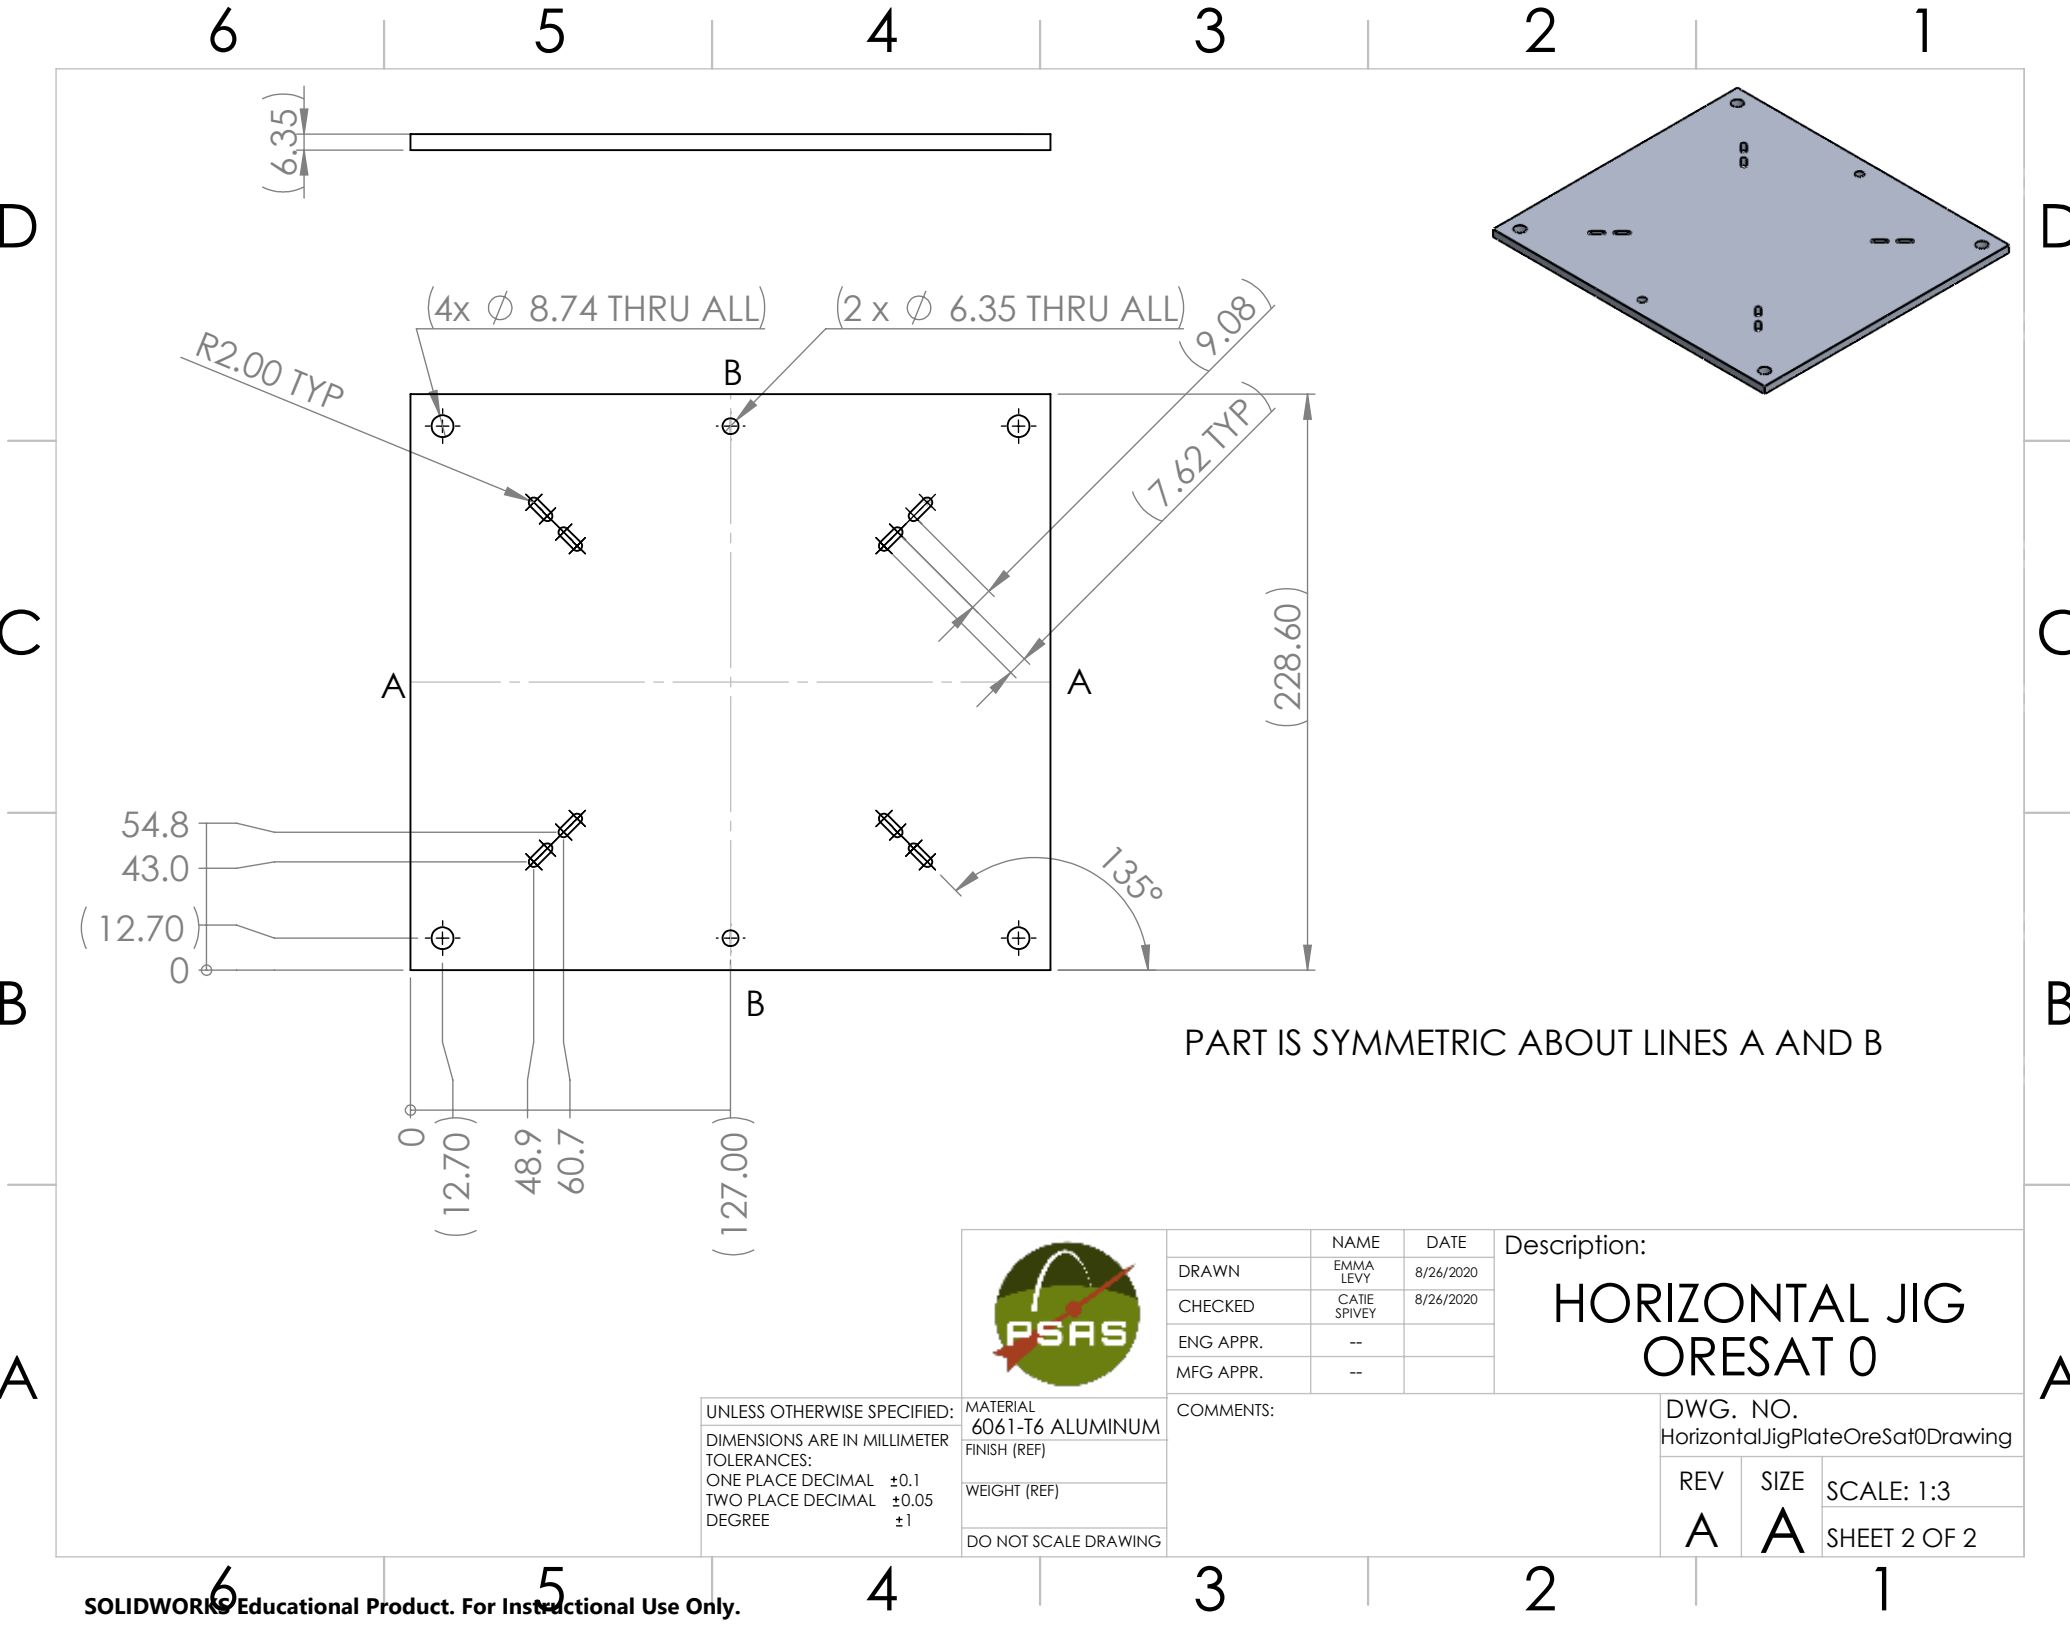 6 5 4 3 2 1
D D
C C
B B
A A
(6.35)
(4x ∅ 8.74 THRU ALL)
(2 x ∅ 6.35 THRU ALL)
R2.00 TYP
(9.08)
(7.62 TYP)
B
(228.60)
A A
54.8
43.0
(12.70)
0
135°
B
0
(12.70)
48.9
60.7
(127.00)
PART IS SYMMETRIC ABOUT LINES A AND B
PSAS
NAME DATE
DRAWN EMMA LEVY 8/26/2020
CHECKED CATIE SPIVEY 8/26/2020
ENG APPR. --
MFG APPR. --
Description:
HORIZONTAL JIG
ORESAT 0
UNLESS OTHERWISE SPECIFIED:
DIMENSIONS ARE IN MILLIMETER
TOLERANCES:
ONE PLACE DECIMAL ±0.1
TWO PLACE DECIMAL ±0.05
DEGREE ±1
MATERIAL
6061-T6 ALUMINUM
FINISH (REF)
WEIGHT (REF)
DO NOT SCALE DRAWING
COMMENTS:
DWG. NO.
HorizontalJigPlateOreSat0Drawing
REV
A
SIZE
A
SCALE: 1:3
SHEET 2 OF 2
6 5 4 3 2 1
SOLIDWORKS Educational Product. For Instructional Use Only.